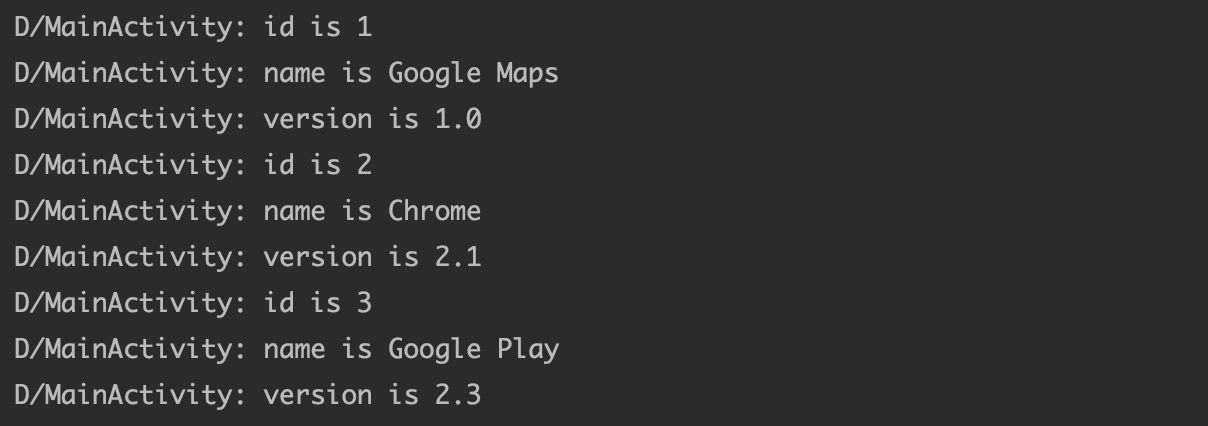 D/MainActivity: id is 1
D/MainActivity: name is Google Maps
D/MainActivity: version is 1.0
D/MainActivity: id is 2
D/MainActivity: name is Chrome
D/MainActivity: version is 2.1
D/MainActivity: id is 3
D/MainActivity: name is Google Play
D/MainActivity: version is 2.3